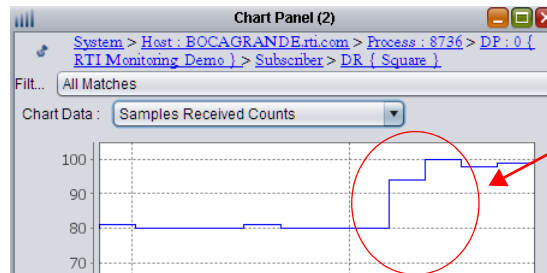 Chart Panel (2)
System > Host : BOCAGRANDE.rti.com > Process : 8736 > DP : 0 {
RTI Monitoring Demo } > Subscriber > DR { Square }
Filt... All Matches
Chart Data : Samples Received Counts
100
90
80
70